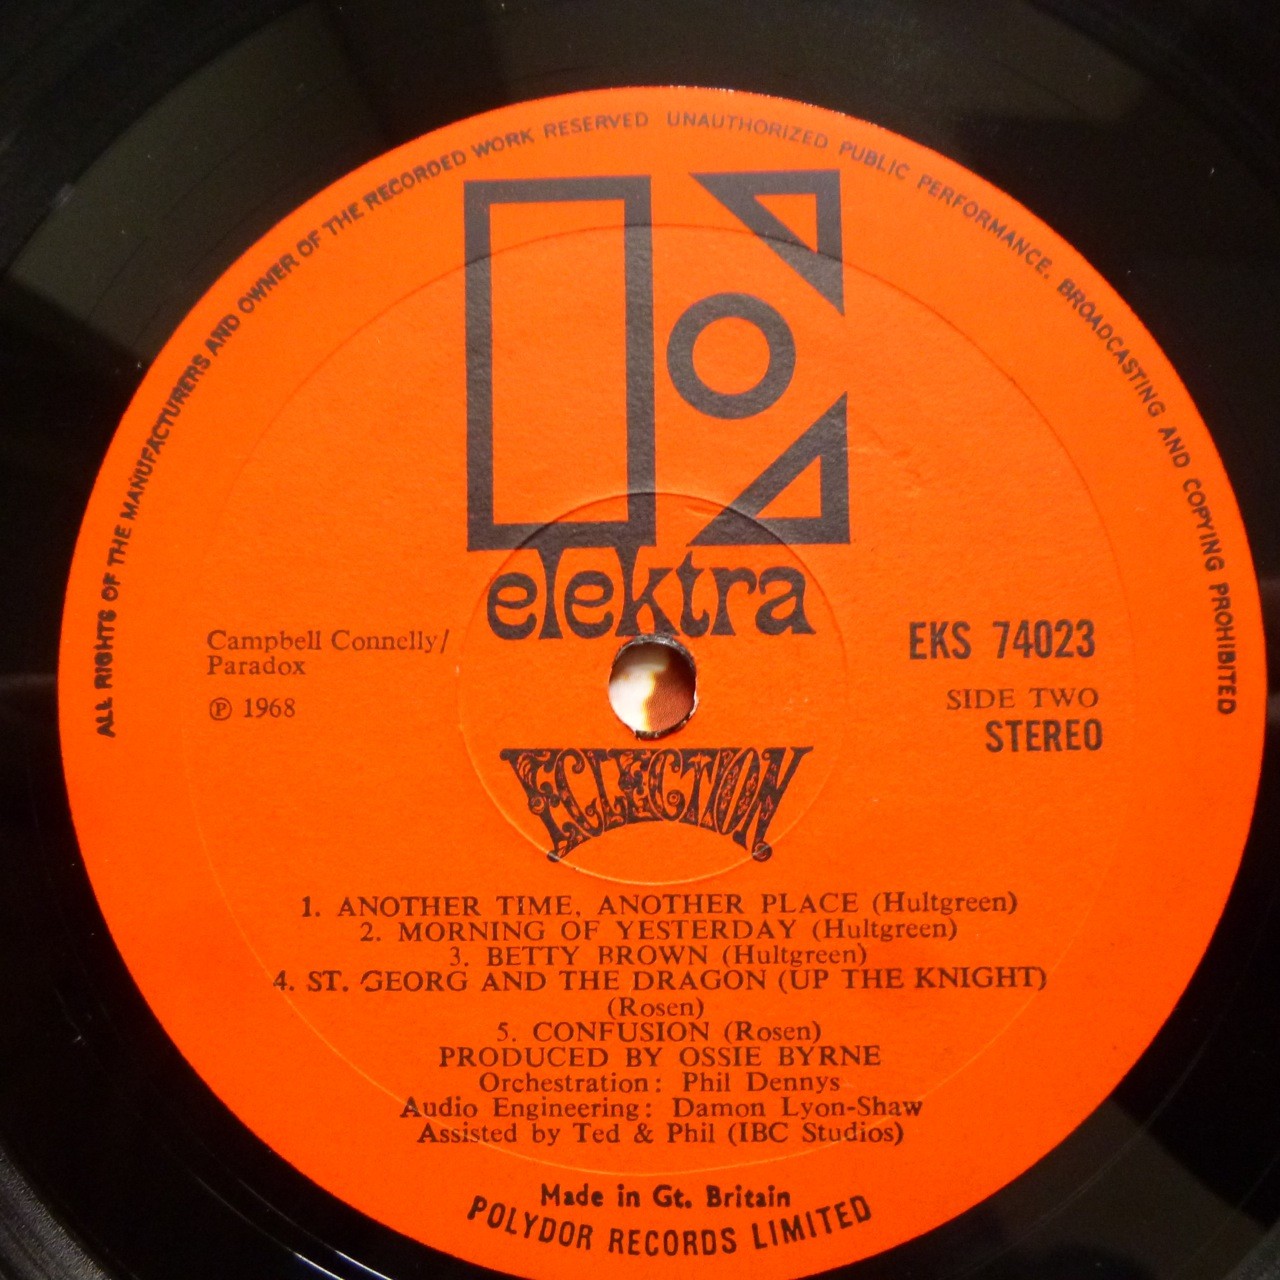 ALL RIGHTS OF THE MANUFACTURERS AND OWNER OF THE RECORDED WORK RESERVED UNAUTHORIZED PUBLIC PERFORMANCE, BROADCASTING AND COPYING PROHIBITED
elektra
Campbell Connelly/
Paradox
℗ 1968
EKS 74023
SIDE TWO
STEREO
ECLECTION
1. ANOTHER TIME, ANOTHER PLACE (Hultgreen)
2. MORNING OF YESTERDAY (Hultgreen)
3. BETTY BROWN (Hultgreen)
4. ST. GEORG AND THE DRAGON (UP THE KNIGHT)
(Rosen)
5. CONFUSION (Rosen)
PRODUCED BY OSSIE BYRNE
Orchestration: Phil Dennys
Audio Engineering: Damon Lyon-Shaw
Assisted by Ted & Phil (IBC Studios)
Made in Gt. Britain
POLYDOR RECORDS LIMITED